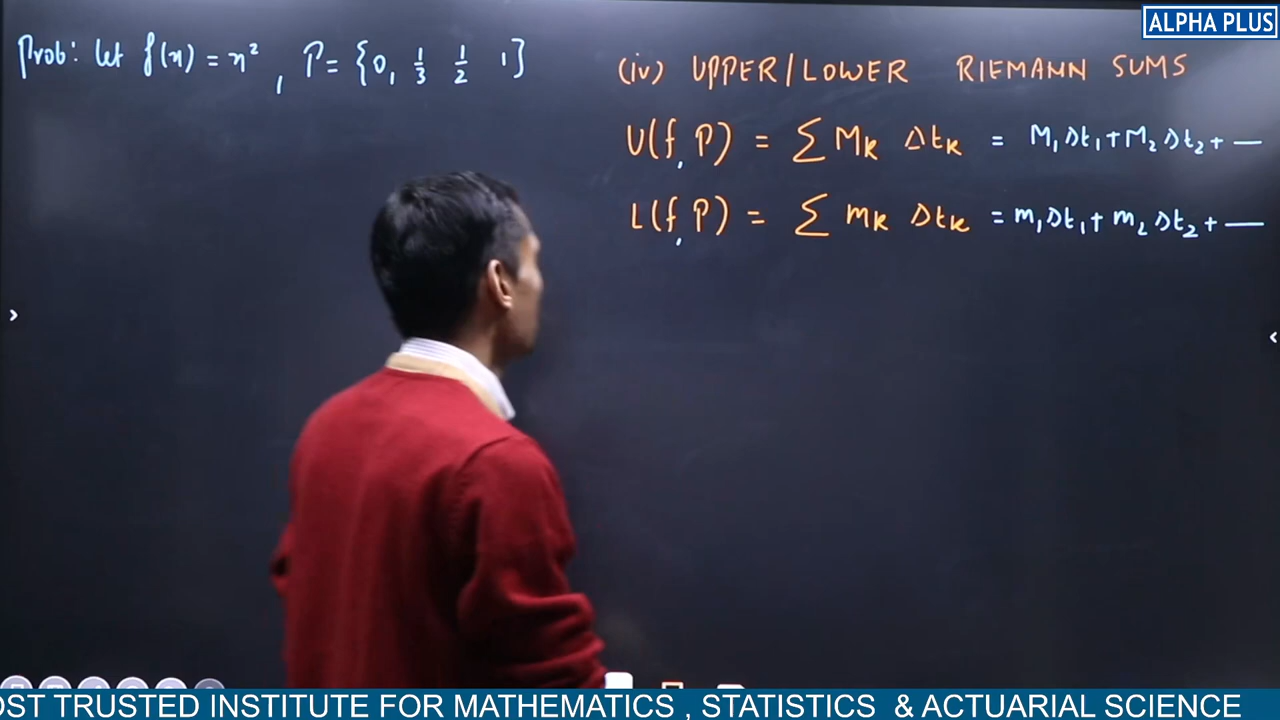 ALPHA PLUS
Prob: let f(x) = x², P = {0, 1/3 1/2 1}
(iv) UPPER/LOWER RIEMANN SUMS
U(f, P) = ∑ Mₖ Δtₖ = M₁Δt₁ + M₂Δt₂ + —
L(f, P) = ∑ mₖ Δtₖ = m₁Δt₁ + m₂Δt₂ + —
OST TRUSTED INSTITUTE FOR MATHEMATICS , STATISTICS & ACTUARIAL SCIENCE